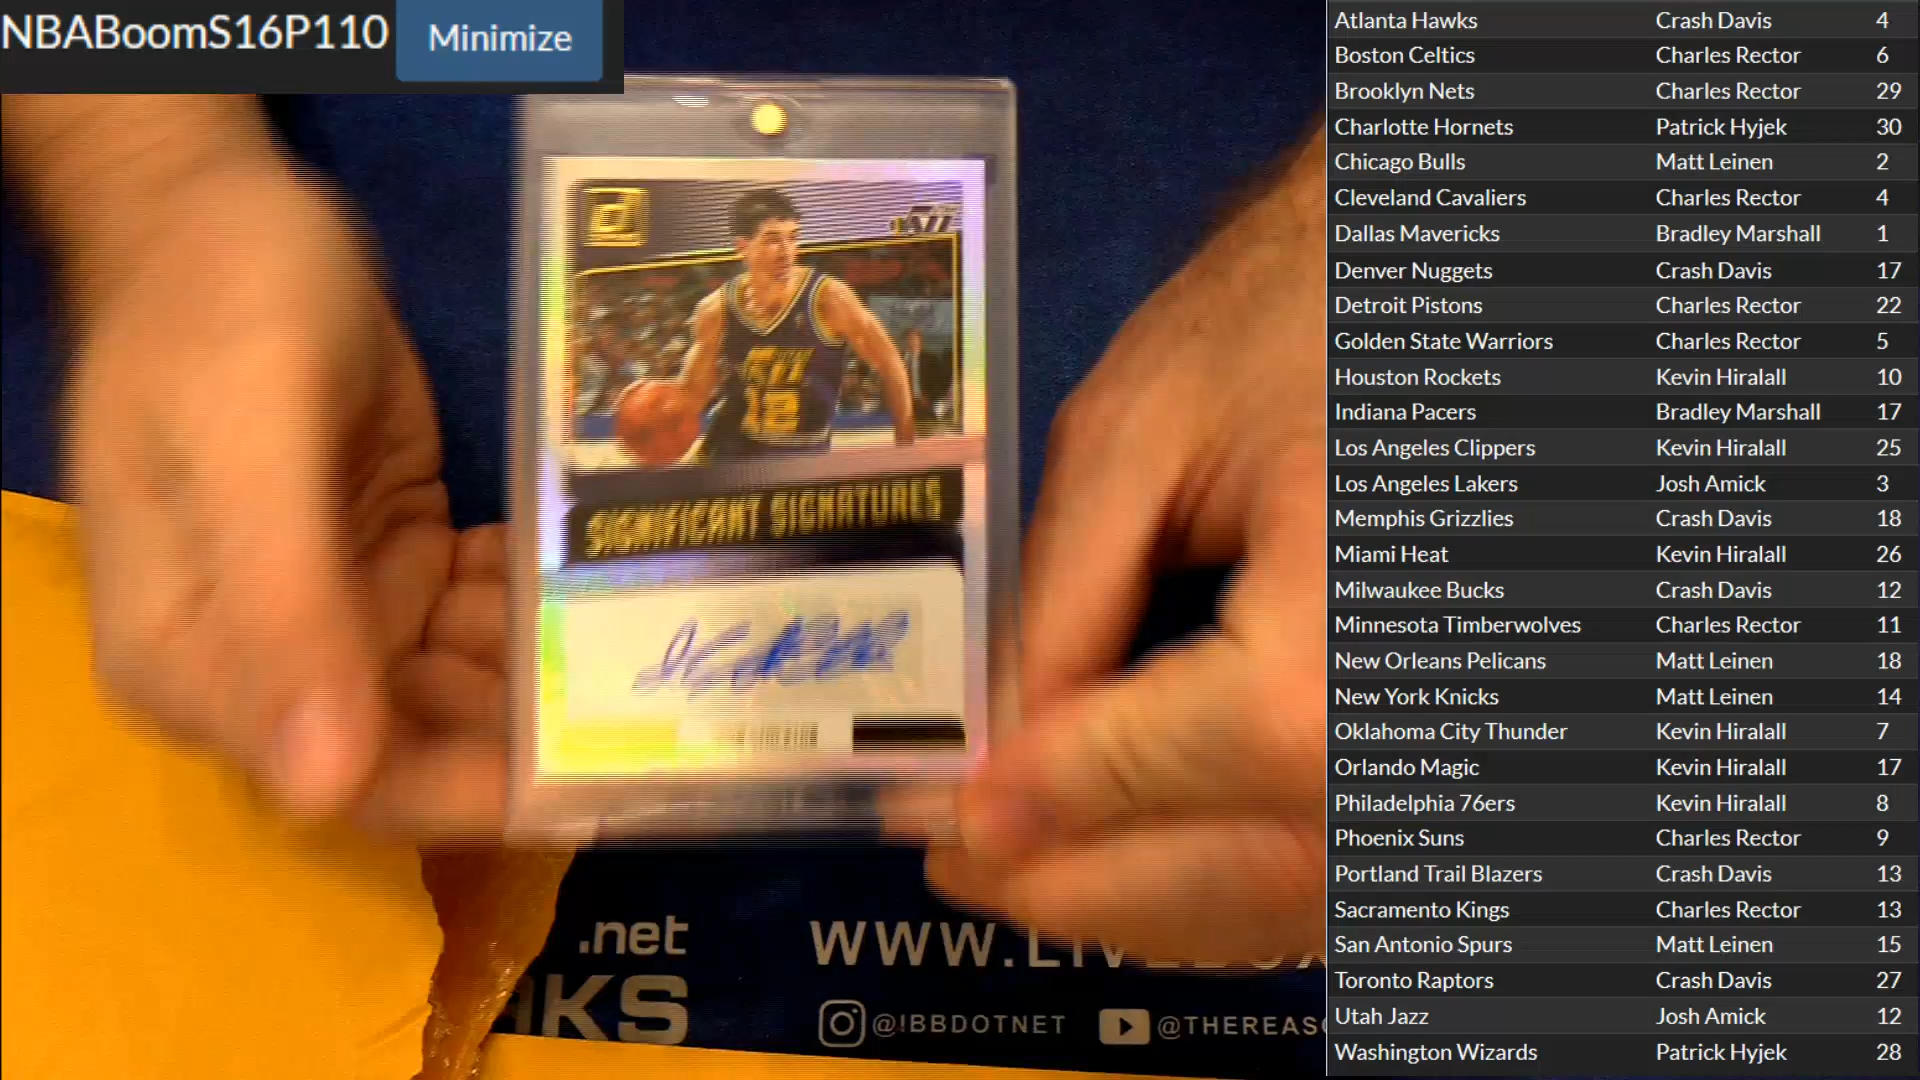 NBABoomS16P110 Minimize
d
SIGNIFICANT SIGNATURES
12
.net
AKS
WWW.LIVEBOX
@IBBDOTNET
@THEREASO
Atlanta Hawks Crash Davis 4
Boston Celtics Charles Rector 6
Brooklyn Nets Charles Rector 29
Charlotte Hornets Patrick Hyjek 30
Chicago Bulls Matt Leinen 2
Cleveland Cavaliers Charles Rector 4
Dallas Mavericks Bradley Marshall 1
Denver Nuggets Crash Davis 17
Detroit Pistons Charles Rector 22
Golden State Warriors Charles Rector 5
Houston Rockets Kevin Hiralall 10
Indiana Pacers Bradley Marshall 17
Los Angeles Clippers Kevin Hiralall 25
Los Angeles Lakers Josh Amick 3
Memphis Grizzlies Crash Davis 18
Miami Heat Kevin Hiralall 26
Milwaukee Bucks Crash Davis 12
Minnesota Timberwolves Charles Rector 11
New Orleans Pelicans Matt Leinen 18
New York Knicks Matt Leinen 14
Oklahoma City Thunder Kevin Hiralall 7
Orlando Magic Kevin Hiralall 17
Philadelphia 76ers Kevin Hiralall 8
Phoenix Suns Charles Rector 9
Portland Trail Blazers Crash Davis 13
Sacramento Kings Charles Rector 13
San Antonio Spurs Matt Leinen 15
Toronto Raptors Crash Davis 27
Utah Jazz Josh Amick 12
Washington Wizards Patrick Hyjek 28